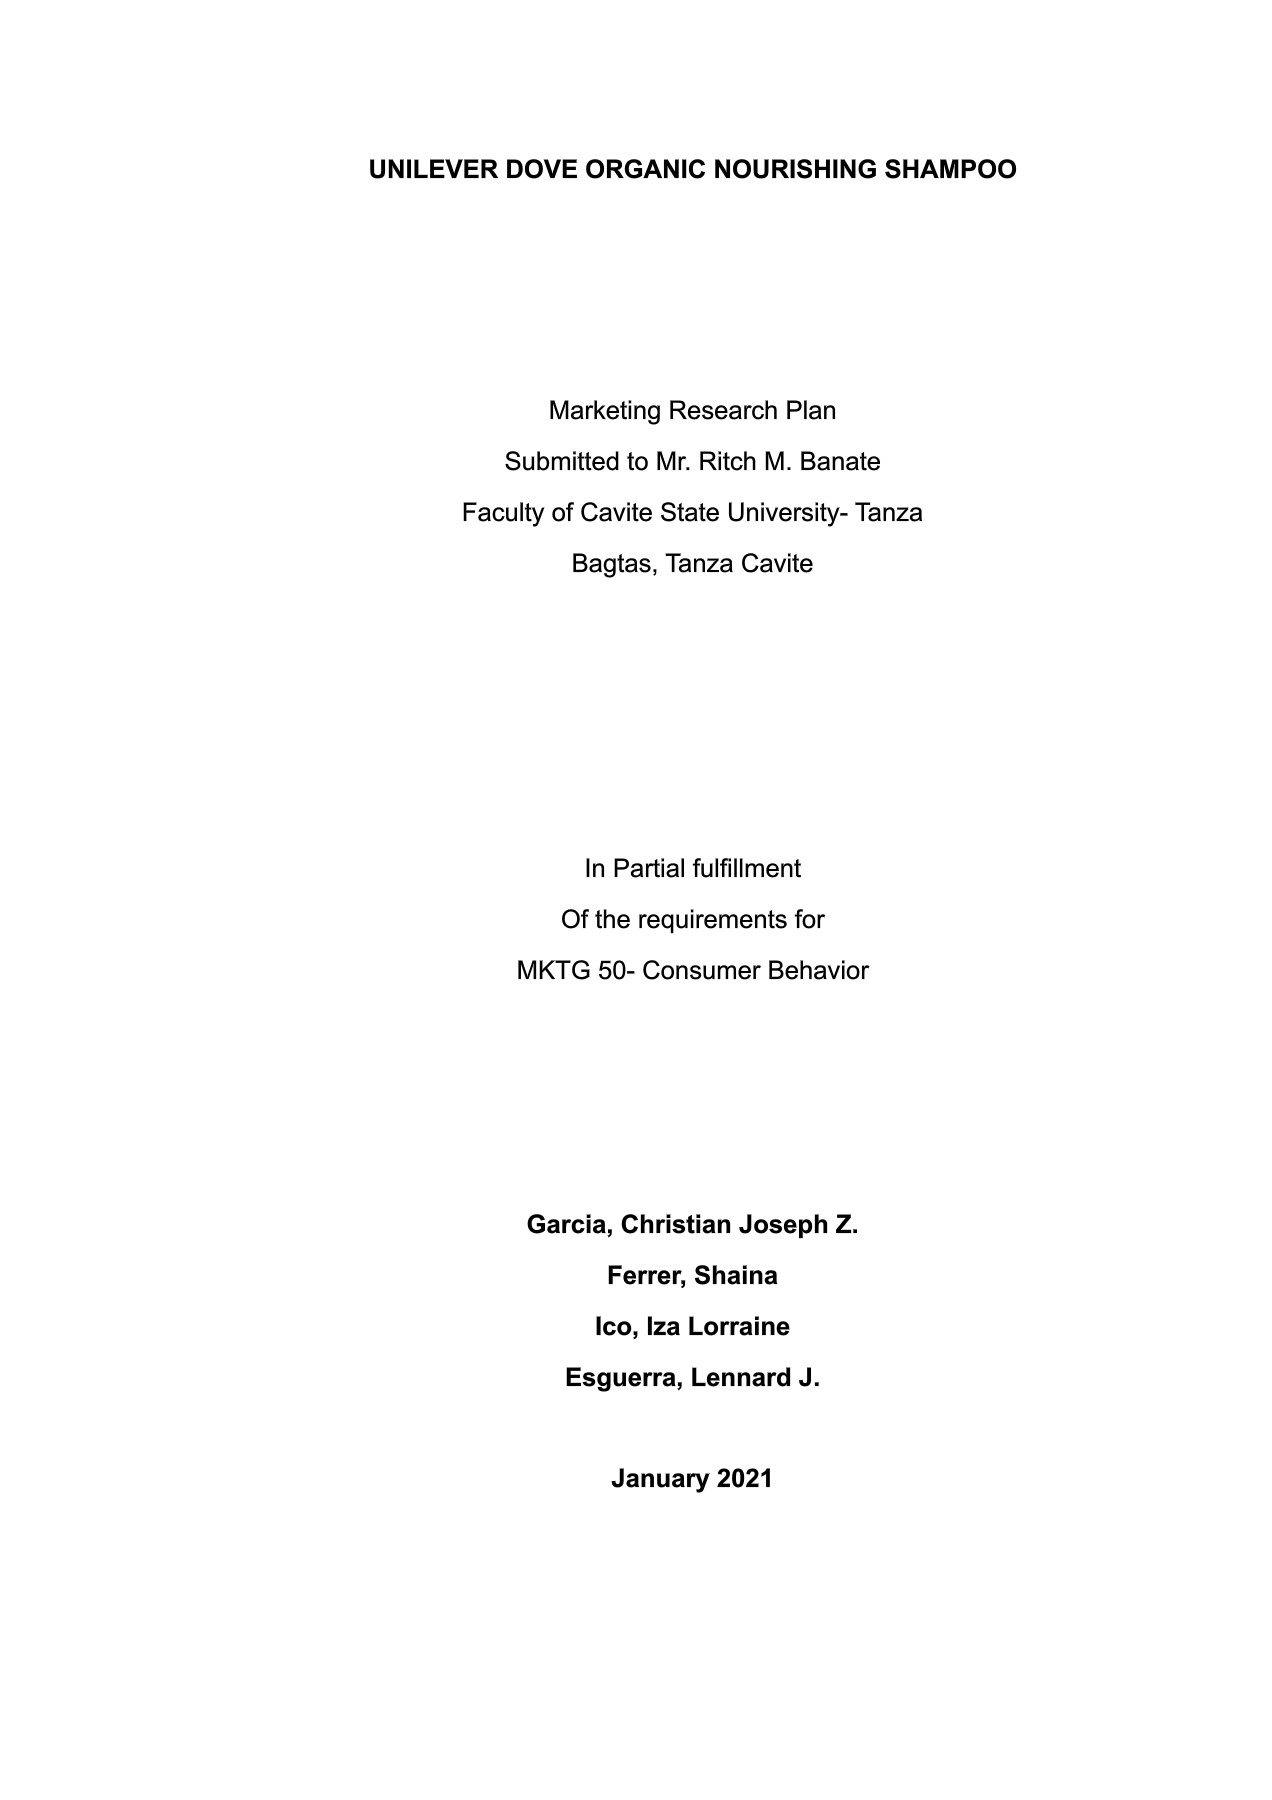 UNILEVER DOVE ORGANIC NOURISHING SHAMPOO
Marketing Research Plan
Submitted to Mr. Ritch M. Banate
Faculty of Cavite State University- Tanza
Bagtas, Tanza Cavite
In Partial fulfillment
Of the requirements for
MKTG 50- Consumer Behavior
Garcia, Christian Joseph Z.
Ferrer, Shaina
Ico, Iza Lorraine
Esguerra, Lennard J.
January 2021